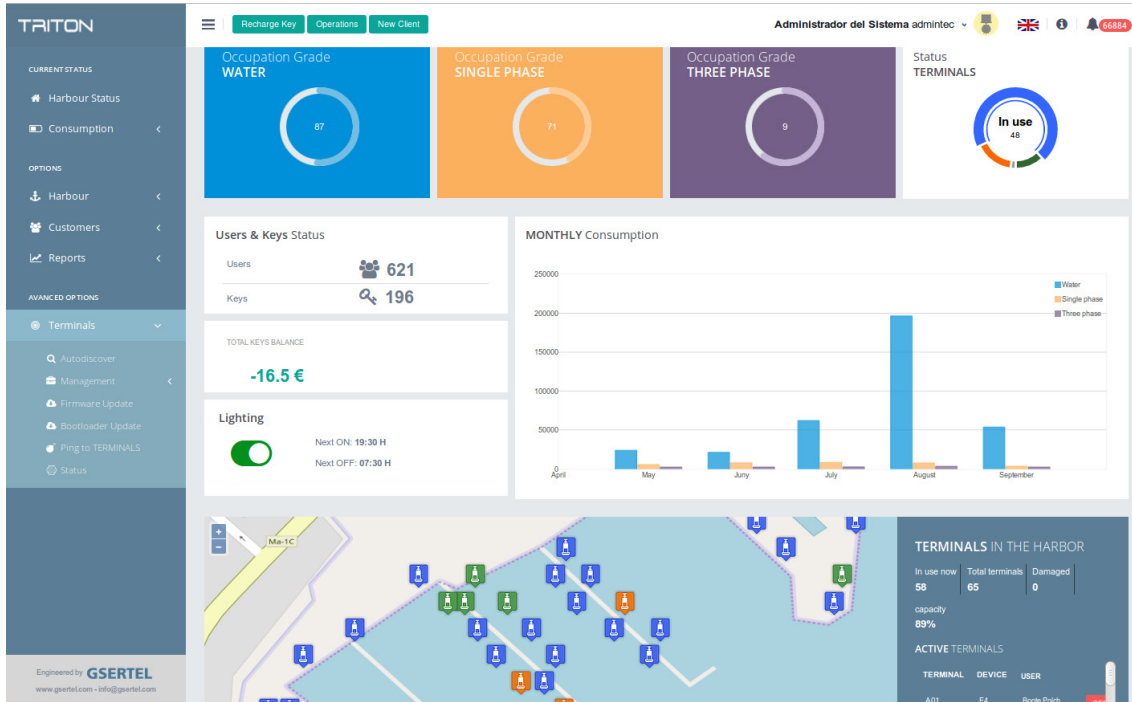 TRITON
Recharge Key Operations New Client
Administrador del Sistema admintec
66884
CURRENT STATUS
Harbour Status
Consumption
OPTIONS
Harbour
Customers
Reports
AVANCED OPTIONS
Terminals
Autodiscover
Management
Firmware Update
Bootloader Update
Ping to TERMINALS
Status
Engineered by GSERTEL
www.gsertel.com - info@gsertel.com
Occupation Grade
WATER
87
Occupation Grade
SINGLE PHASE
71
Occupation Grade
THREE PHASE
9
Status
TERMINALS
In use
48
Users & Keys Status
Users 621
Keys 196
TOTAL KEYS BALANCE
-16.5 €
Lighting
Next ON: 19:30 H
Next OFF: 07:30 H
MONTHLY Consumption
250000
200000
150000
100000
50000
0
Water
Single phase
Three phase
April May Juny July August September
+
−
Ma-1C
TERMINALS IN THE HARBOR
In use now Total terminals Damaged
58 65 0
capacity
89%
ACTIVE TERMINALS
TERMINAL DEVICE USER
A01 F4